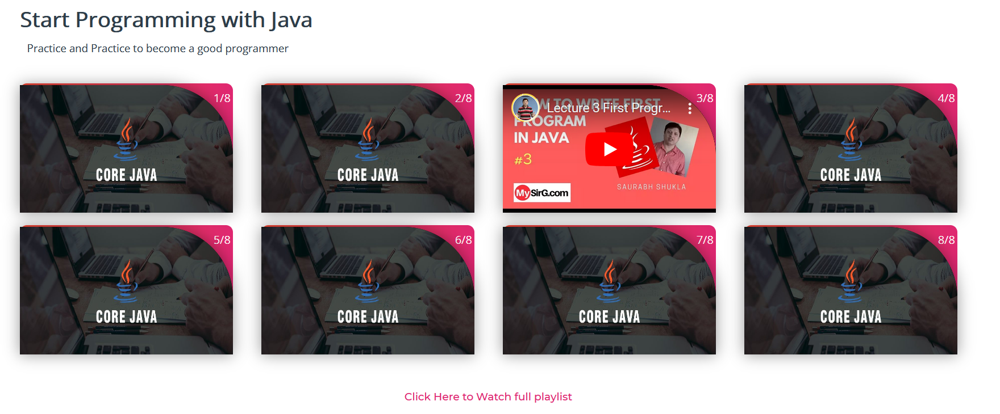 Start Programming with Java
Practice and Practice to become a good programmer
1/8
CORE JAVA
2/8
CORE JAVA
3/8
Lecture 3 First Progr...
W TO WRITE FIRST
PROGRAM
IN JAVA
#3
SAURABH SHUKLA
MySirG.com
4/8
CORE JAVA
5/8
CORE JAVA
6/8
CORE JAVA
7/8
CORE JAVA
8/8
CORE JAVA
Click Here to Watch full playlist